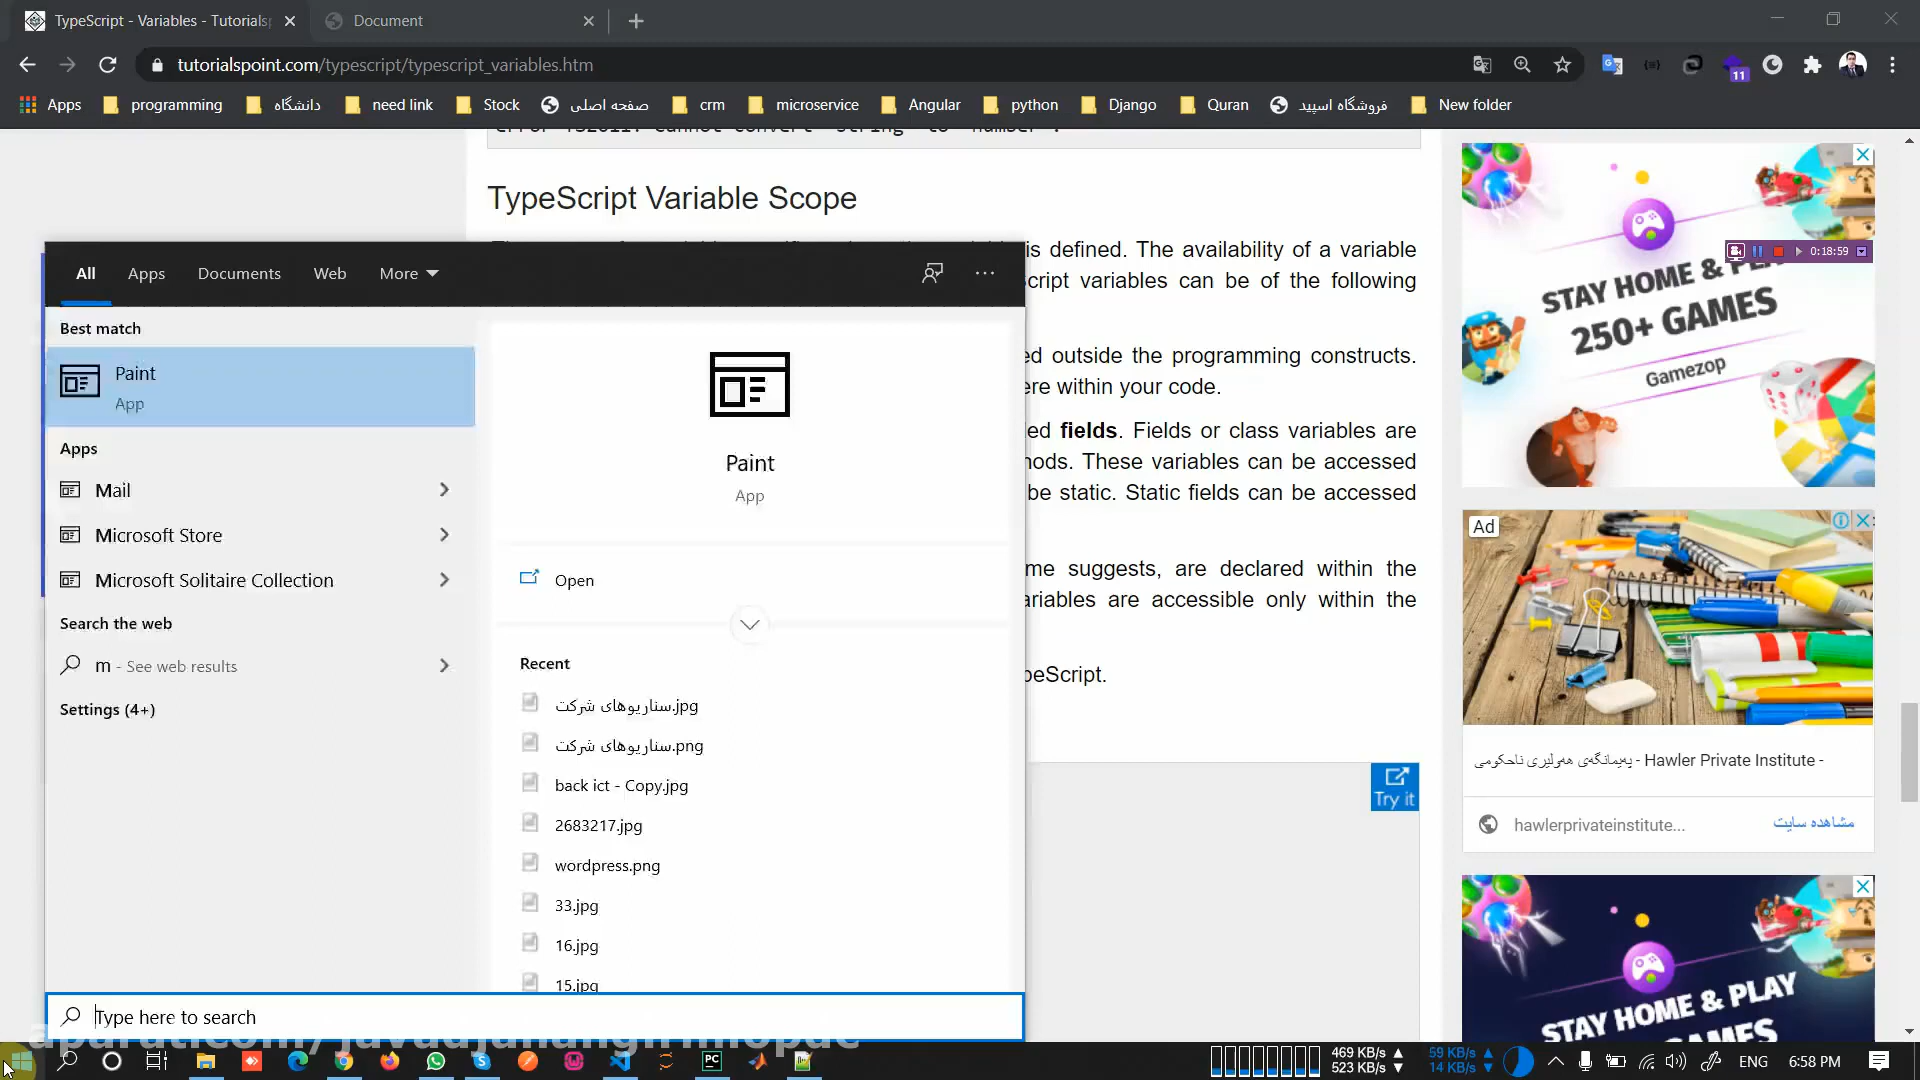 TypeScript - Variables - Tutorials
Document
tutorialspoint.com/typescript/typescript_variables.htm
11
Apps
programming
دانشگاه
need link
Stock
صفحه اصلی
crm
microservice
Angular
python
Django
Quran
فروشگاه اسپید
New folder
TypeScript Variable Scope
is defined. The availability of a variable
script variables can be of the following
ed outside the programming constructs.
ere within your code.
led fields. Fields or class variables are
hods. These variables can be accessed
be static. Static fields can be accessed
me suggests, are declared within the
ariables are accessible only within the
peScript.
Try it
All
Apps
Documents
Web
More
Best match
Paint
App
Apps
Mail
Microsoft Store
Microsoft Solitaire Collection
Search the web
m - See web results
Settings (4+)
Paint
App
Open
Recent
سناریوهای شرکت.jpg
سناریوهای شرکت.png
back ict - Copy.jpg
2683217.jpg
wordpress.png
33.jpg
16.jpg
15.jpg
Type here to search
0:18:59
STAY HOME & PLAY
250+ GAMES
Gamezop
Ad
پەیمانگەی هەولیری ناحکومی - Hawler Private Institute -
hawlerprivateinstitute...
مشاهده سایت
STAY HOME & PLAY
GAMES
469 KB/s
523 KB/s
59 KB/s
14 KB/s
ENG
6:58 PM